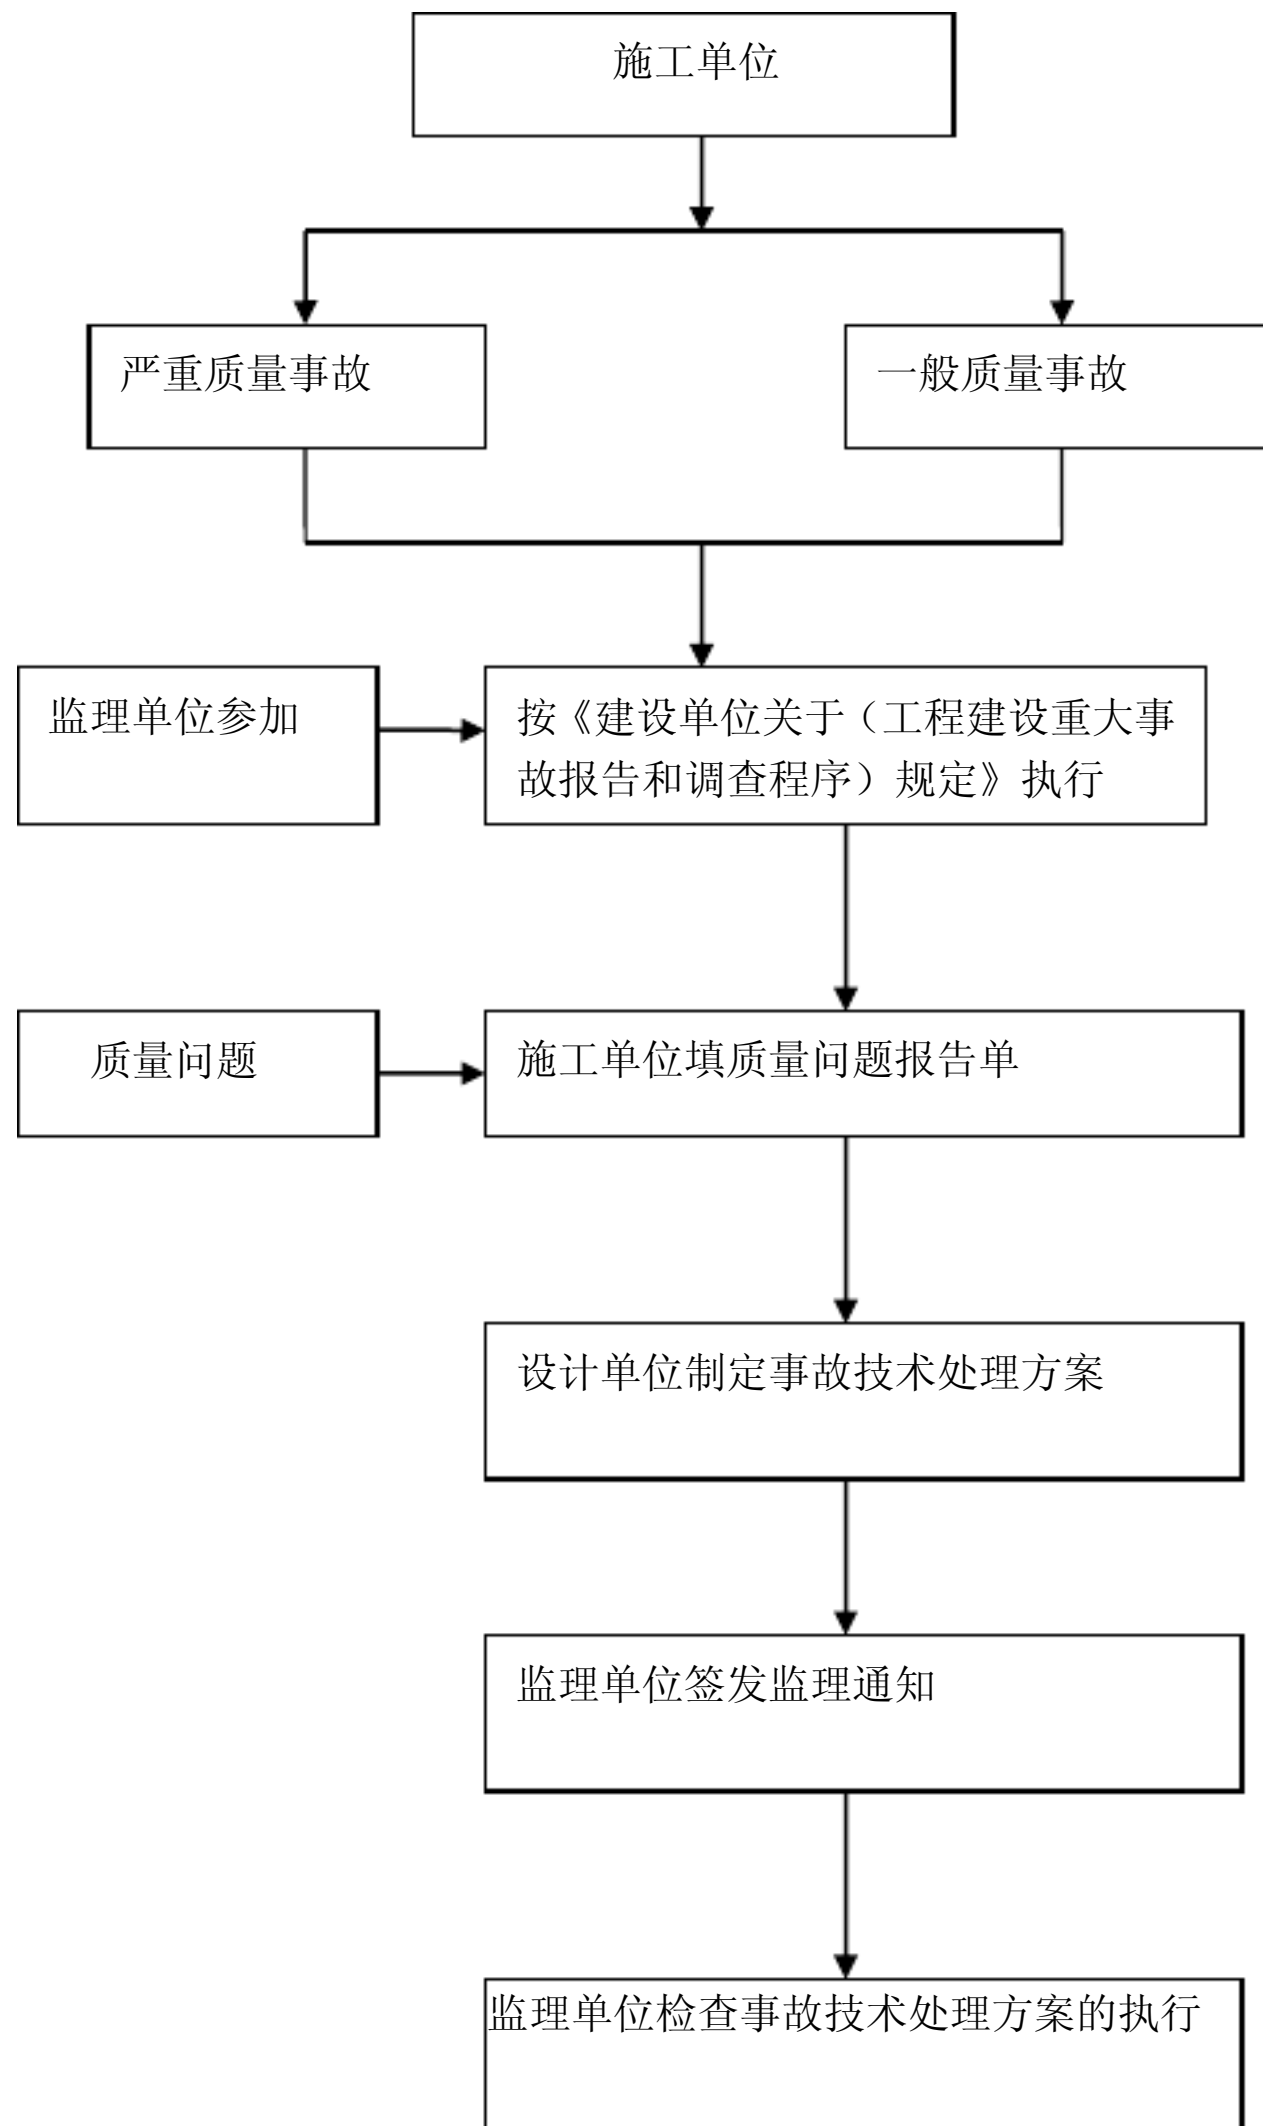 施工单位
严重质量事故
一般质量事故
监理单位参加
按《建设单位关于（工程建设重大事
故报告和调查程序）规定》执行
质量问题
施工单位填质量问题报告单
设计单位制定事故技术处理方案
监理单位签发监理通知
监理单位检查事故技术处理方案的执行